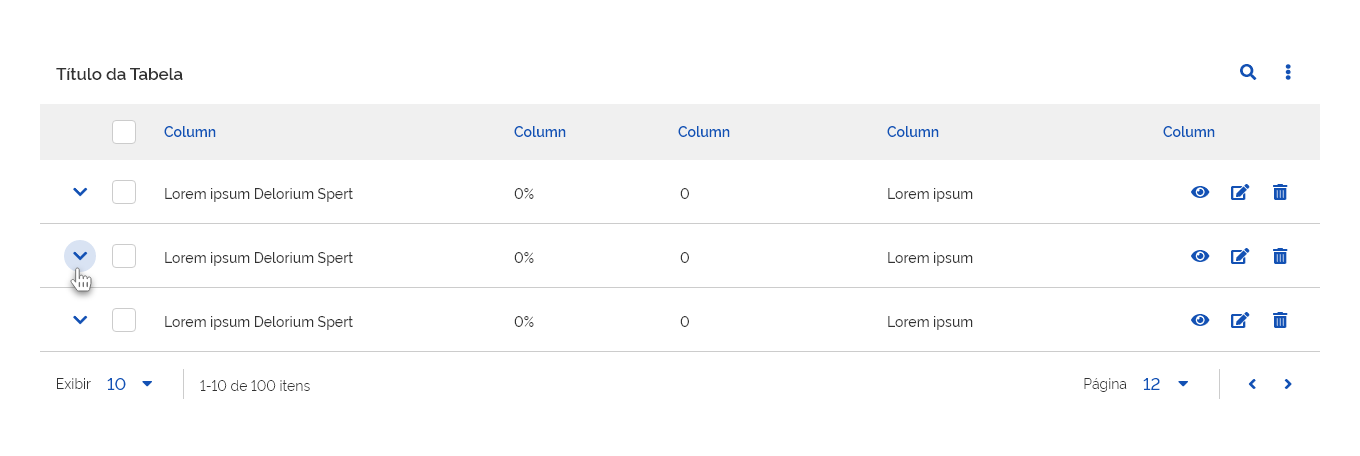 Título da Tabela
Column Column Column Column Column
Lorem ipsum Delorium Spert 0% 0 Lorem ipsum
Lorem ipsum Delorium Spert 0% 0 Lorem ipsum
Lorem ipsum Delorium Spert 0% 0 Lorem ipsum
Exibir 10 1-10 de 100 itens Página 12